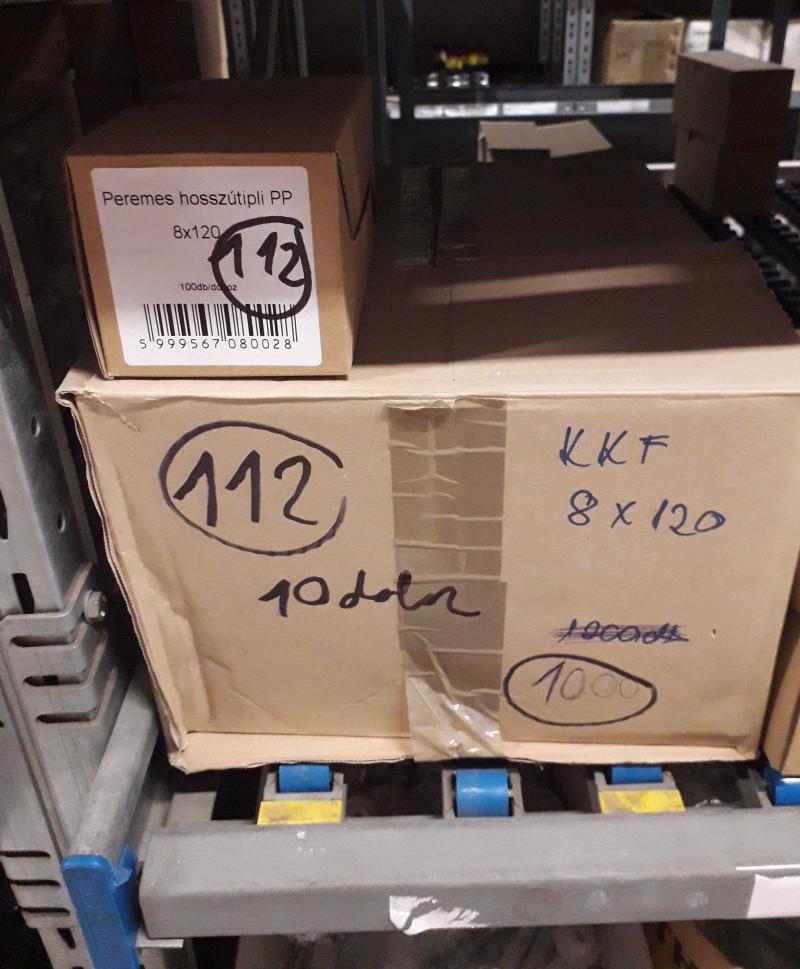 Peremes hosszútipli PP
8x120
112
100db/doboz
5 999567 080028
112
10 doboz
KKF
8 x 120
1000db
1000